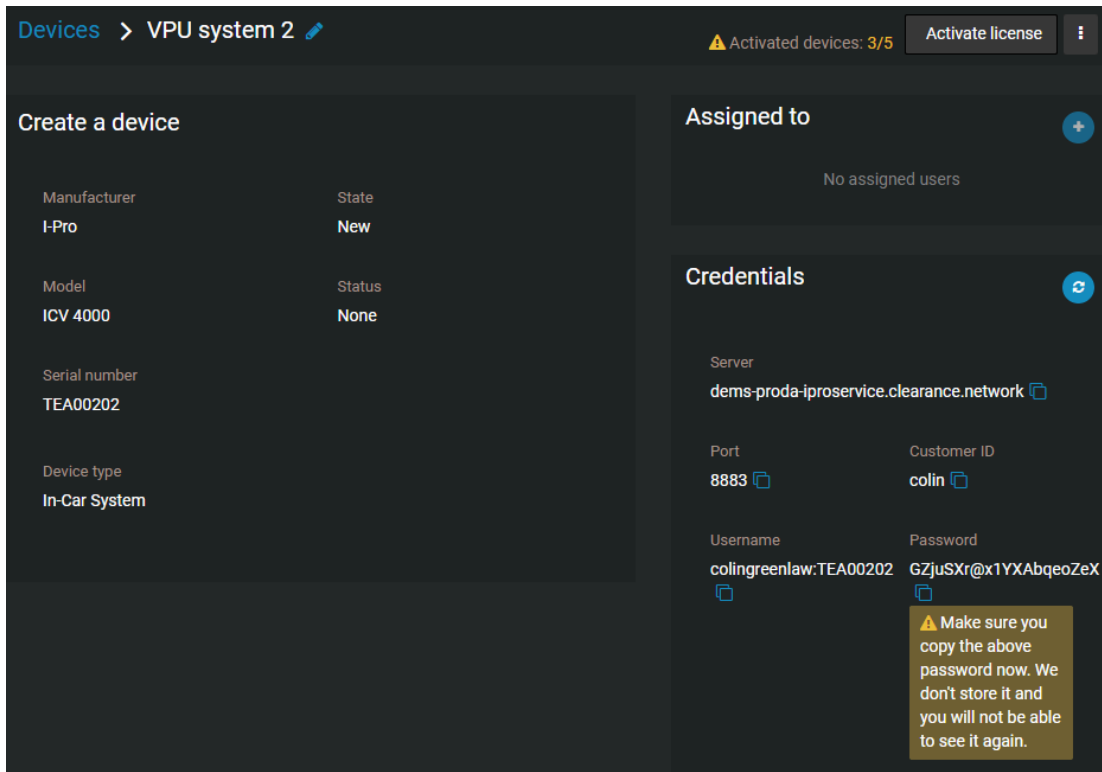 Devices > VPU system 2
Activated devices: 3/5
Activate license
Create a device
Manufacturer
I-Pro
State
New
Model
ICV 4000
Status
None
Serial number
TEA00202
Device type
In-Car System
Assigned to
No assigned users
Credentials
Server
dems-proda-iproservice.clearance.network
Port
8883
Customer ID
colin
Username
colingreenlaw:TEA00202
Password
GZjuSXr@x1YXAbqeoZeX
Make sure you
copy the above
password now. We
don't store it and
you will not be able
to see it again.